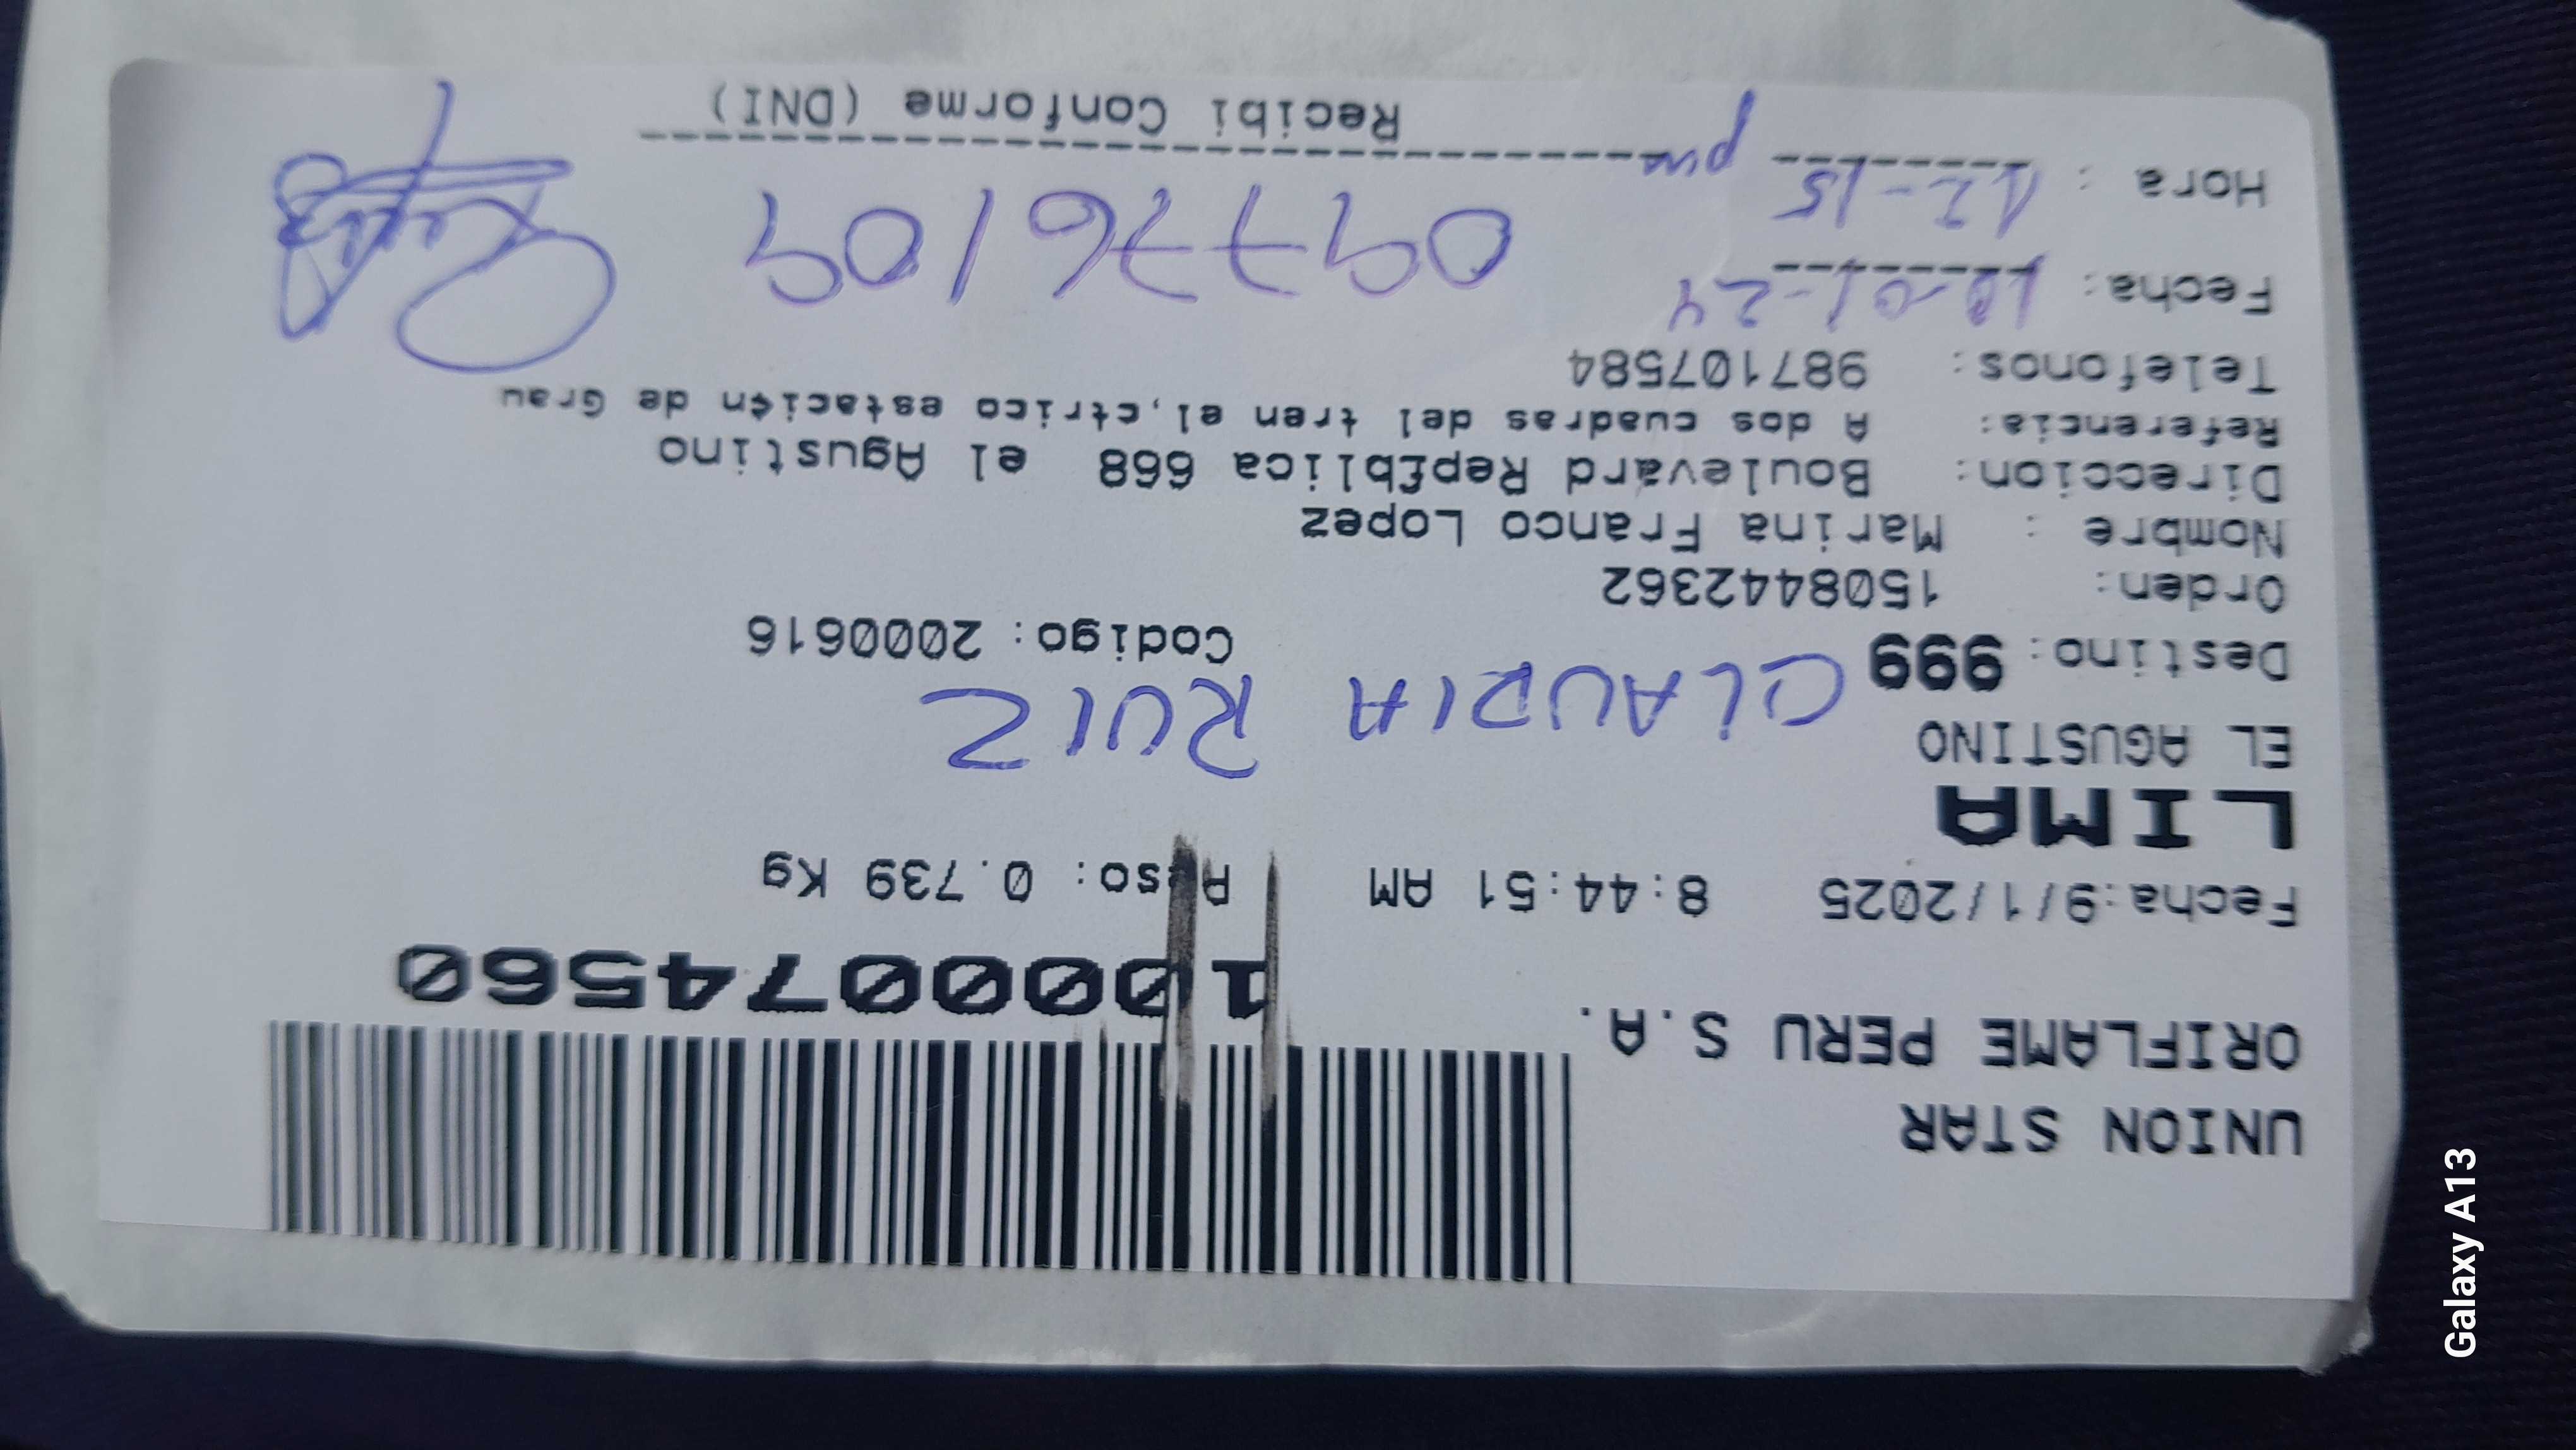 UNION STAR
ORIFLAME PERU S.A.
1000074560
Fecha:9/1/2025 8:44:51 AM Peso: 0.739 Kg
LIMA
EL AGUSTINO
CLAUDIA RUIZ
Destino: 999 Codigo: 2000616
Orden: 1508442362
Nombre : Marina Franco Lopez
Direccion: Boulevard Rep£blica 668 el Agustino
Referencia: A dos cuadras del tren el,ctrico estaci¢n de Grau
Telefonos: 987107584
Fecha: 10-01-24
Hora : 12-15 pm
09776109
Recibi Conforme (DNI)
Galaxy A13